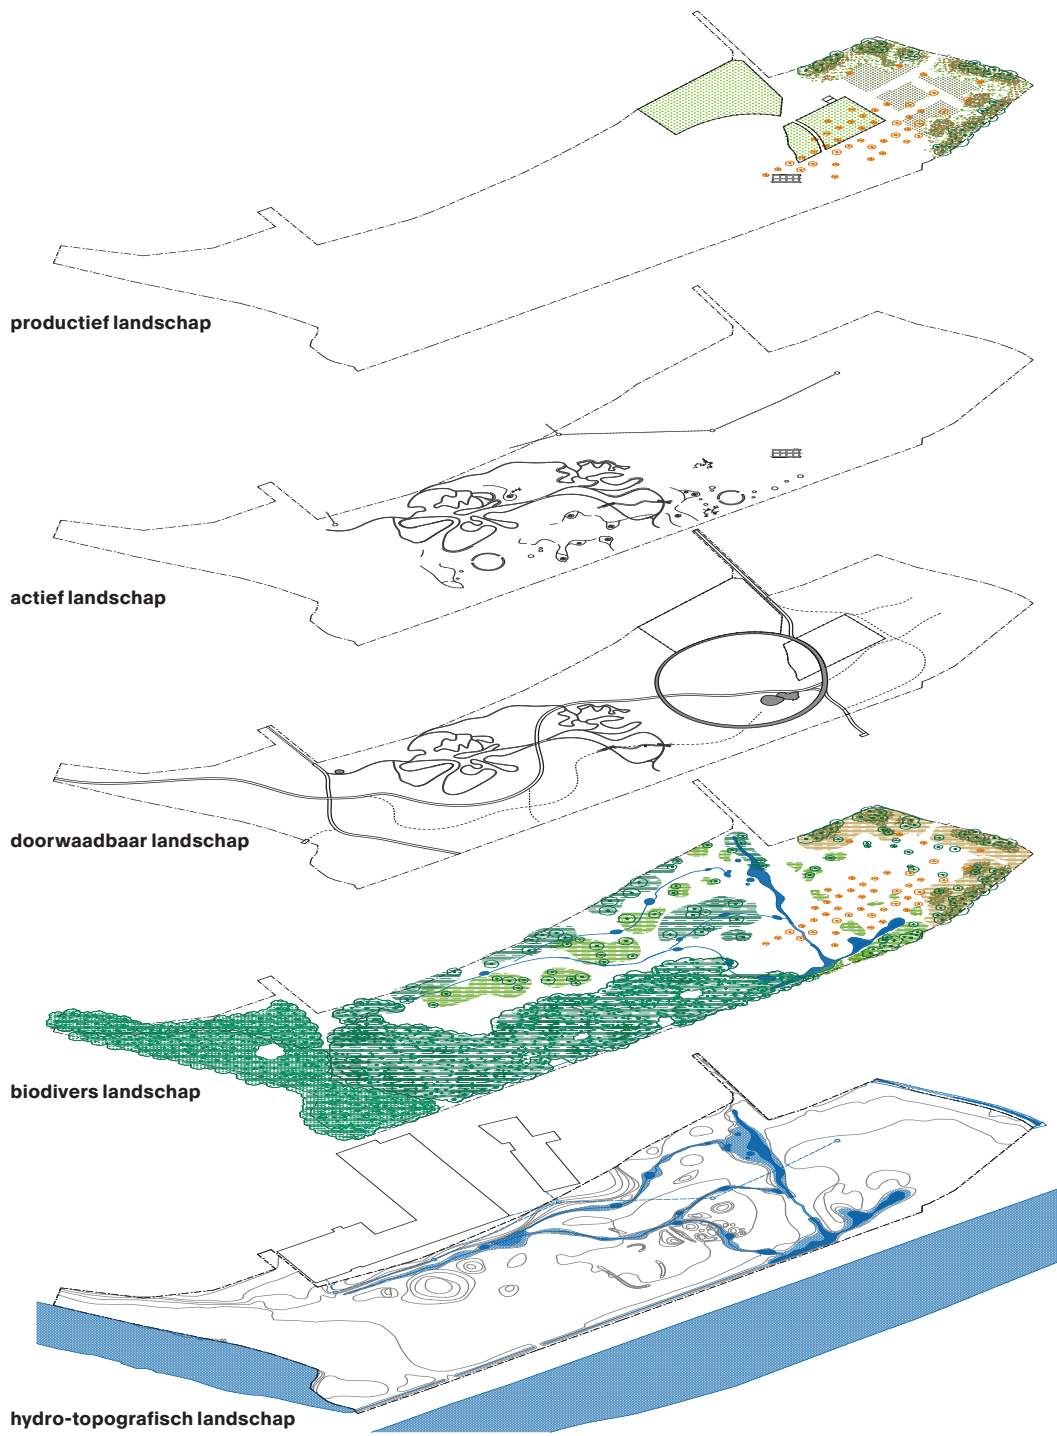 productief landschap
actief landschap
doorwaadbaar landschap
biodivers landschap
hydro-topografisch landschap